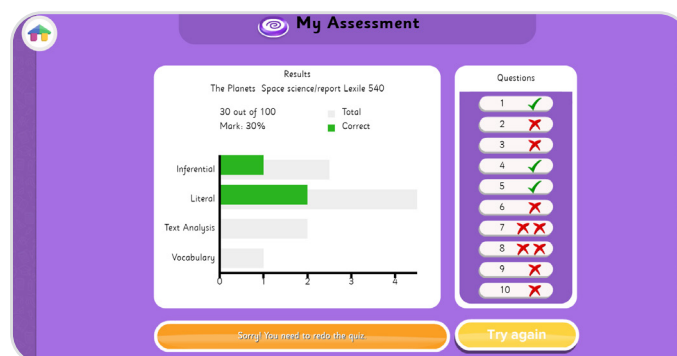 My Assessment
Results
The Planets Space science/report Lexile 540
30 out of 100
Mark: 30%
Total
Correct
Inferential
Literal
Text Analysis
Vocabulary
0 1 2 3 4
Sorry! You need to redo the quiz.
Questions
1
2
3
4
5
6
7
8
9
10
Try again